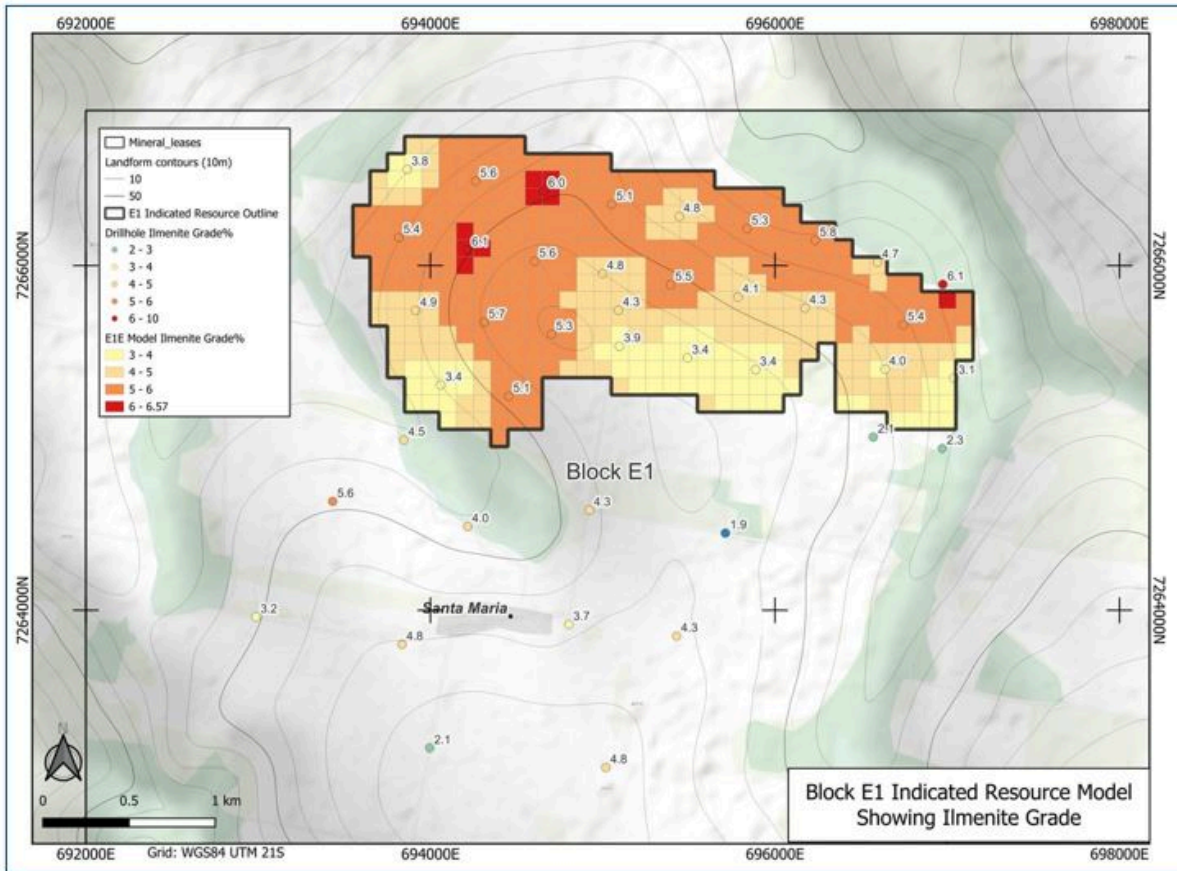 692000E 694000E 696000E 698000E
Mineral_leases
Landform contours (10m)
10
50
E1 Indicated Resource Outline
Drillhole Ilmenite Grade%
2 - 3
3 - 4
4 - 5
5 - 6
6 - 10
E1E Model Ilmenite Grade%
3 - 4
4 - 5
5 - 6
6 - 6.57
7266000N
7266000N
3.8
5.6
6.0
5.1
4.8
5.3
5.8
5.4
6.1
5.6
4.8
5.5
4.7
6.1
4.9
5.7
5.3
4.3
4.1
4.3
5.4
3.9
3.4
3.4
4.0
3.1
3.4
5.1
4.5
2.1
2.3
Block E1
5.6
4.0
4.3
1.9
7264000N
7264000N
3.2
Santa Maria
4.8
3.7
4.3
2.1
4.8
N
0 0.5 1 km
Block E1 Indicated Resource Model
Showing Ilmenite Grade
692000E Grid: WGS84 UTM 21S 694000E 696000E 698000E